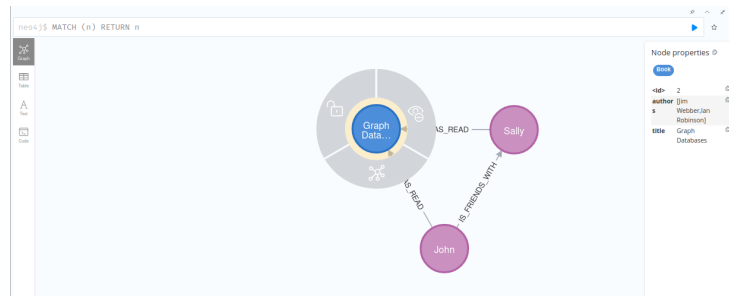 neo4j$ MATCH (n) RETURN n
Graph
Table
Text
Code
Graph
Data...
AS_READ
Sally
AS_READ
IS_FRIENDS_WITH
John
Node properties
Book
<id> 2
author [Jim
s Webber,Ian
Robinson]
title Graph
Databases